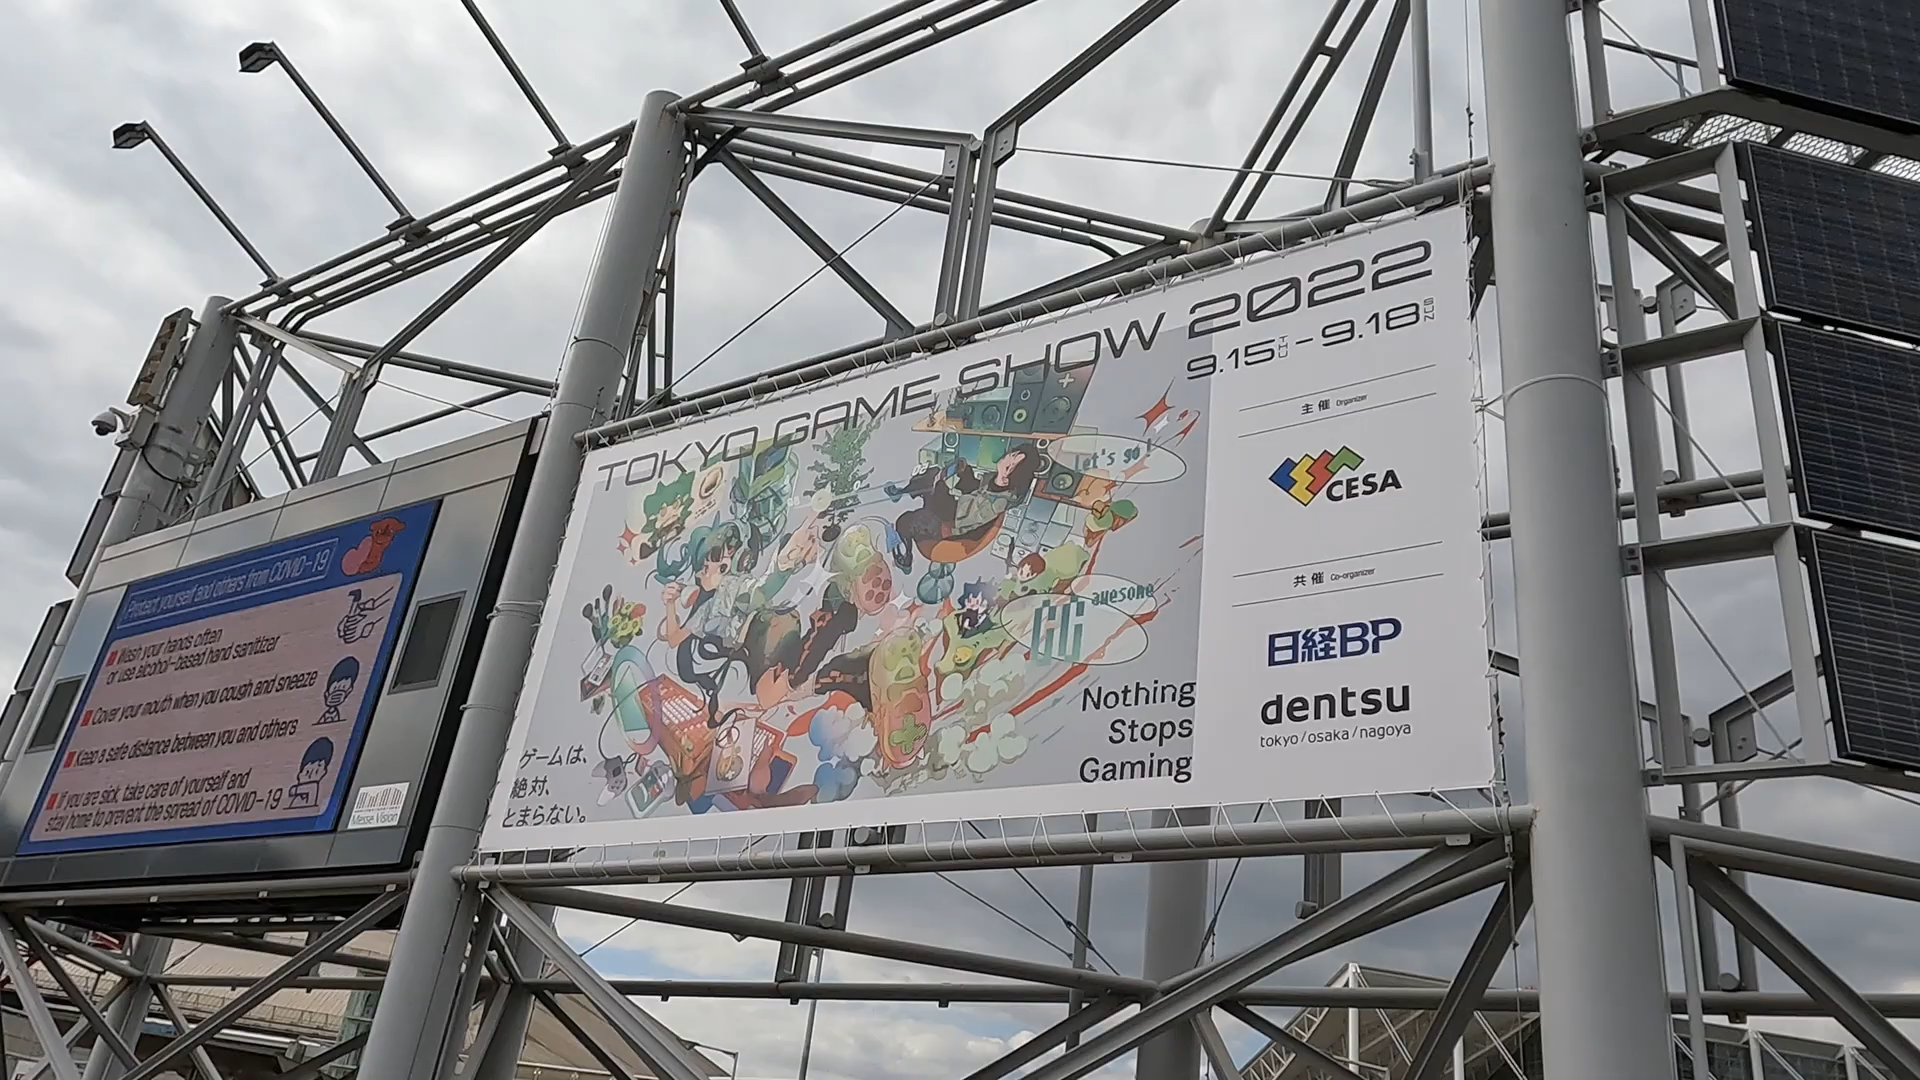 Protect yourself and others from COVID-19
Wash your hands often
or use alcohol-based hand sanitizer
Cover your mouth when you cough and sneeze
Keep a safe distance between you and others
If you are sick, take care of yourself and
stay home to prevent the spread of COVID-19
Messe Vision
TOKYO GAME SHOW 2022
9.15 THU - 9.18 SUN
let's go!
awesome
ゲームは、
絶対、
とまらない。
Nothing
Stops
Gaming
主催 Organizer
CESA
共催 Co-organizer
日経BP
dentsu
tokyo/osaka/nagoya